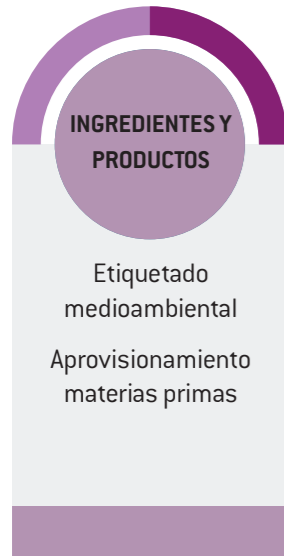 INGREDIENTES Y
PRODUCTOS
Etiquetado
medioambiental
Aprovisionamiento
materias primas